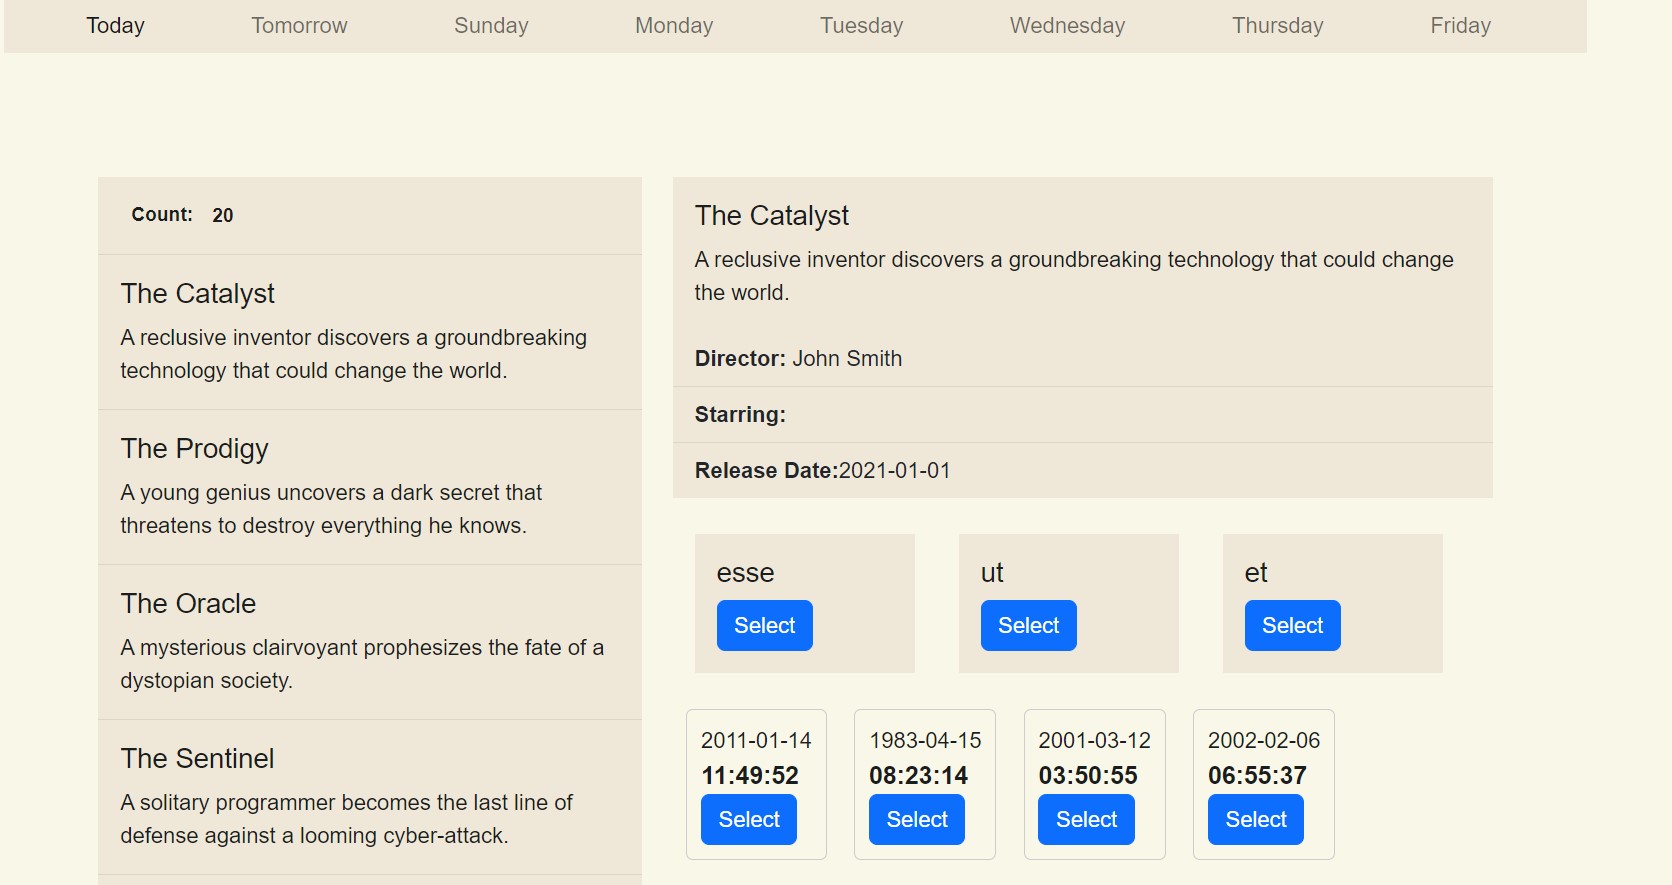 Today Tomorrow Sunday Monday Tuesday Wednesday Thursday Friday
Count: 20
The Catalyst
A reclusive inventor discovers a groundbreaking
technology that could change the world.
The Prodigy
A young genius uncovers a dark secret that
threatens to destroy everything he knows.
The Oracle
A mysterious clairvoyant prophesizes the fate of a
dystopian society.
The Sentinel
A solitary programmer becomes the last line of
defense against a looming cyber-attack.
The Catalyst
A reclusive inventor discovers a groundbreaking technology that could change
the world.
Director: John Smith
Starring:
Release Date:2021-01-01
esse
Select
ut
Select
et
Select
2011-01-14
11:49:52
Select
1983-04-15
08:23:14
Select
2001-03-12
03:50:55
Select
2002-02-06
06:55:37
Select